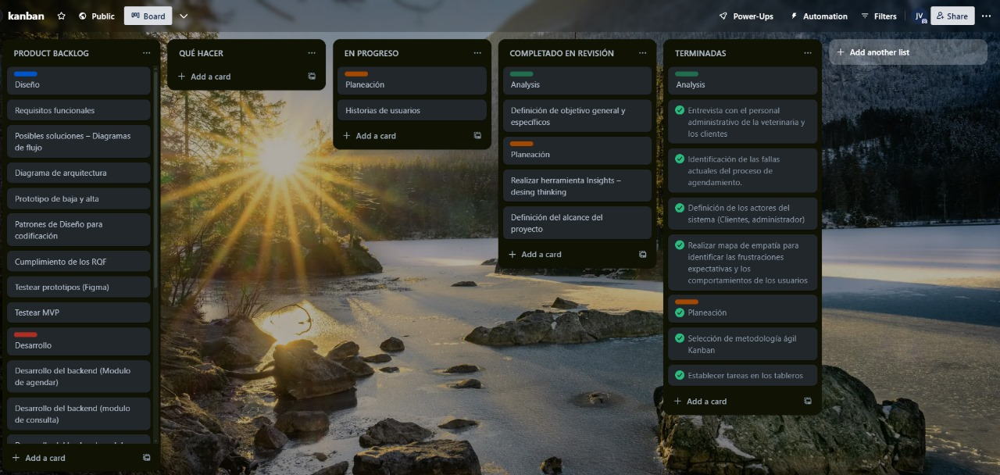 kanban
Public
Board
Power-Ups
Automation
Filters
JV
Share
PRODUCT BACKLOG
Diseño
Requisitos funcionales
Posibles soluciones – Diagramas
de flujo
Diagrama de arquitectura
Prototipo de baja y alta
Patrones de Diseño para
codificación
Cumplimiento de los RQF
Testear prototipos (Figma)
Testear MVP
Desarrollo
Desarrollo del backend (Modulo
de agendar)
Desarrollo del backend (modulo
de consulta)
Add a card
QUÉ HACER
Add a card
EN PROGRESO
Planeación
Historias de usuarios
Add a card
COMPLETADO EN REVISIÓN
Analysis
Definición de objetivo general y
específicos
Planeación
Realizar herramienta Insights –
desing thinking
Definición del alcance del
proyecto
Add a card
TERMINADAS
Analysis
Entrevista con el personal
administrativo de la veterinaria y
los clientes
Identificación de las fallas
actuales del proceso de
agendamiento.
Definición de los actores del
sistema (Clientes, administrador)
Realizar mapa de empatía para
identificar las frustraciones
expectativas y los
comportamientos de los usuarios
Planeación
Selección de metodología ágil
Kanban
Establecer tareas en los tableros
Add a card
Add another list